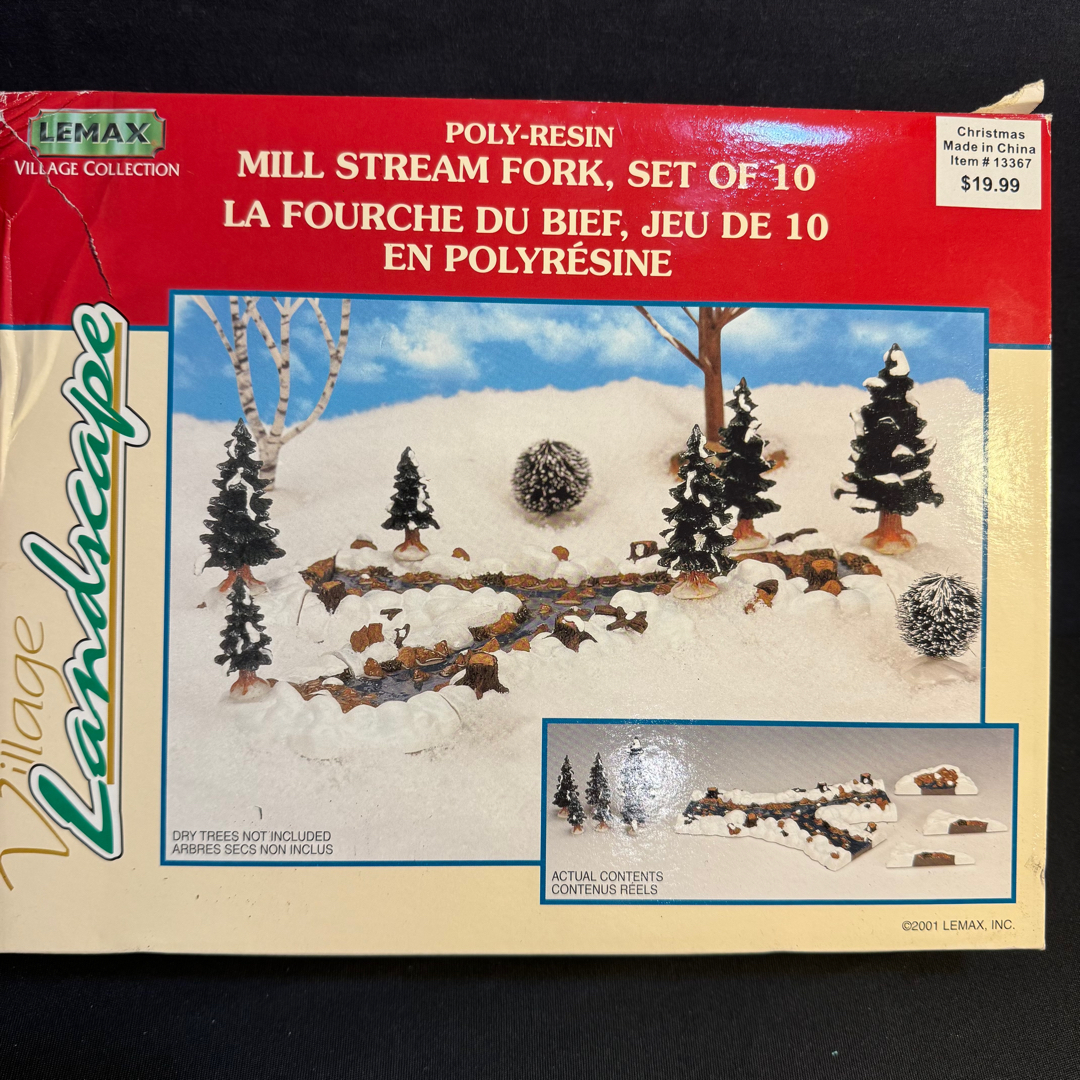 LEMAX
VILLAGE COLLECTION
POLY-RESIN
MILL STREAM FORK, SET OF 10
LA FOURCHE DU BIEF, JEU DE 10
EN POLYRÉSINE
Christmas
Made in China
Item # 13367
$19.99
Village
Landscape
DRY TREES NOT INCLUDED
ARBRES SECS NON INCLUS
ACTUAL CONTENTS
CONTENUS RÉELS
©2001 LEMAX, INC.